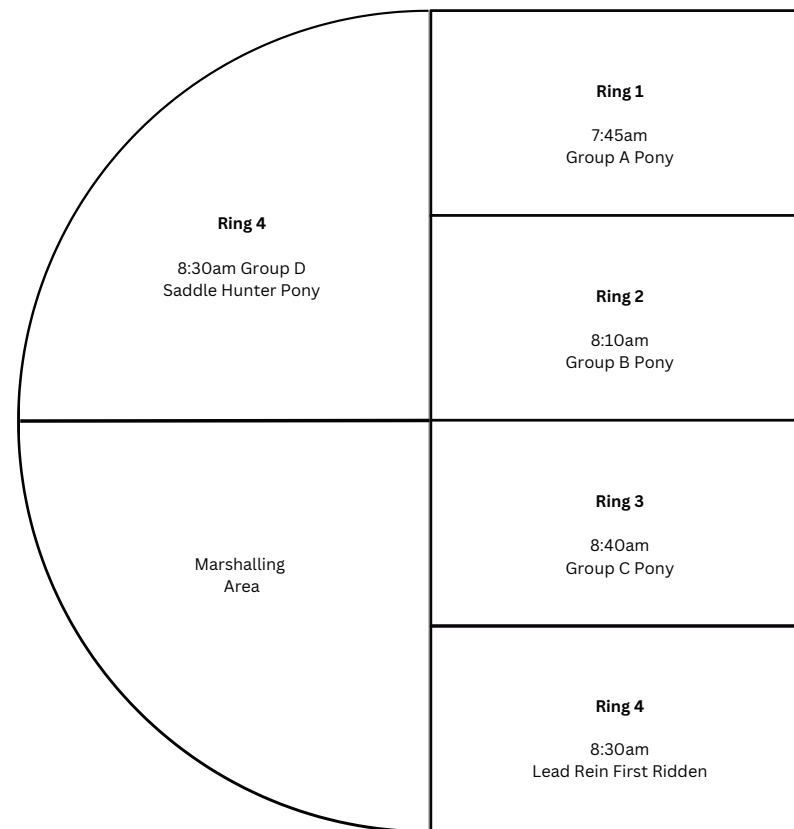 Ring 1
7:45am
Group A Pony
Ring 4
8:30am Group D
Saddle Hunter Pony
Ring 2
8:10am
Group B Pony
Ring 3
8:40am
Group C Pony
Marshalling
Area
Ring 4
8:30am
Lead Rein First Ridden